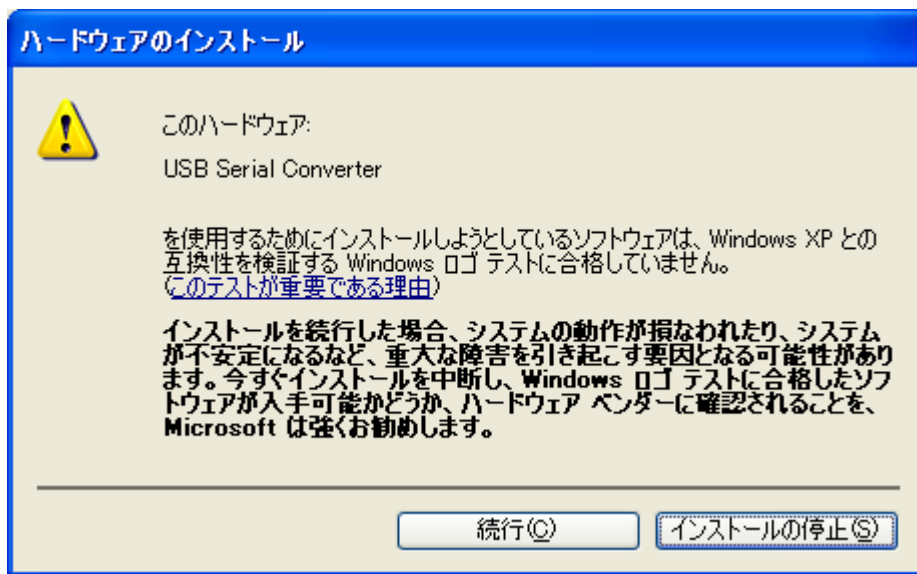 ハードウェアのインストール
このハードウェア:
USB Serial Converter
を使用するためにインストールしようとしているソフトウェアは、Windows XP との
互換性を検証する Windows ロゴ テストに合格していません。
(このテストが重要である理由)
インストールを続行した場合、システムの動作が損なわれたり、システム
が不安定になるなど、重大な障害を引き起こす要因となる可能性があり
ます。今すぐインストールを中断し、Windows ロゴ テストに合格したソフ
トウェアが入手可能かどうか、ハードウェア ベンダーに確認されることを、
Microsoft は強くお勧めします。
続行(C)
インストールの停止(S)